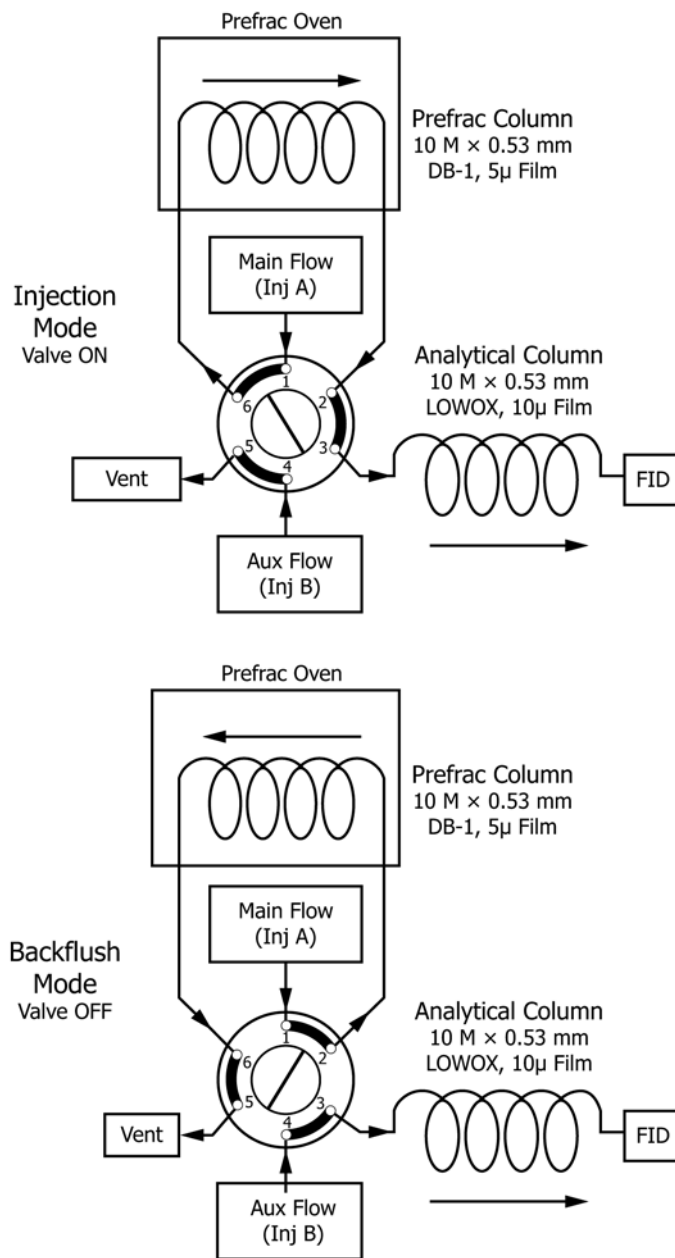 Prefrac Oven
Prefrac Column
10 M × 0.53 mm
DB-1, 5µ Film
Main Flow
(Inj A)
Injection
Mode
Valve ON
Analytical Column
10 M × 0.53 mm
LOWOX, 10µ Film
1
2
6
5
3
4
Vent
FID
Aux Flow
(Inj B)
Prefrac Oven
Prefrac Column
10 M × 0.53 mm
DB-1, 5µ Film
Main Flow
(Inj A)
Backflush
Mode
Valve OFF
Analytical Column
10 M × 0.53 mm
LOWOX, 10µ Film
1
2
6
5
3
4
Vent
FID
Aux Flow
(Inj B)